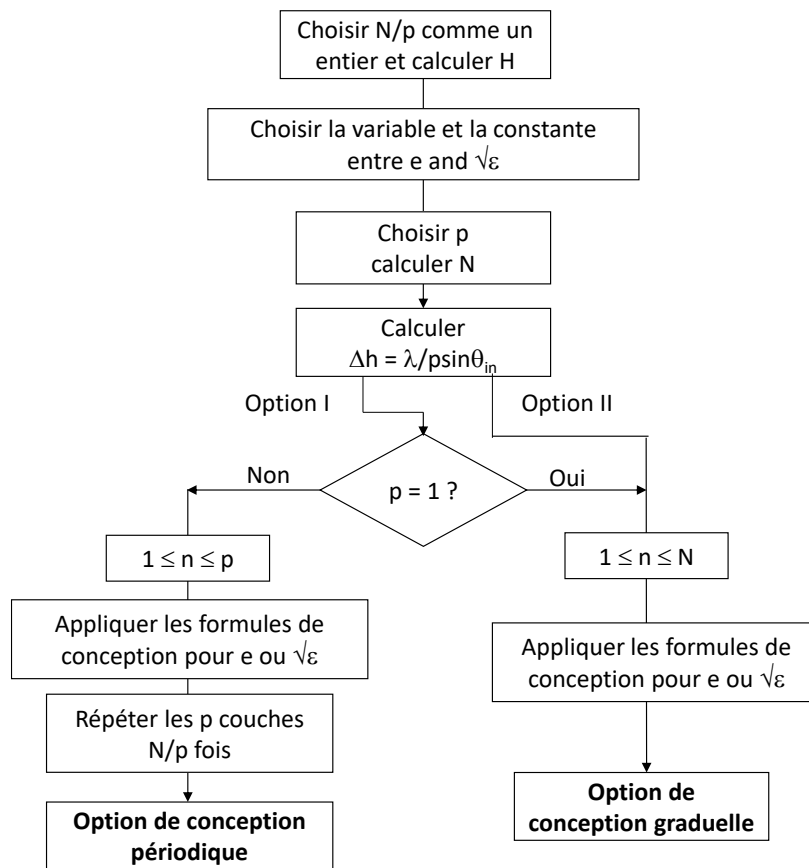 Choisir N/p comme un
entier et calculer H
Choisir la variable et la constante
entre e and √ε
Choisir p
calculer N
Calculer
Δh = λ/psinθin
Option I
Option II
Non
p = 1 ?
Oui
1 ≤ n ≤ p
1 ≤ n ≤ N
Appliquer les formules de
conception pour e ou √ε
Appliquer les formules de
conception pour e ou √ε
Répéter les p couches
N/p fois
Option de conception
périodique
Option de
conception graduelle